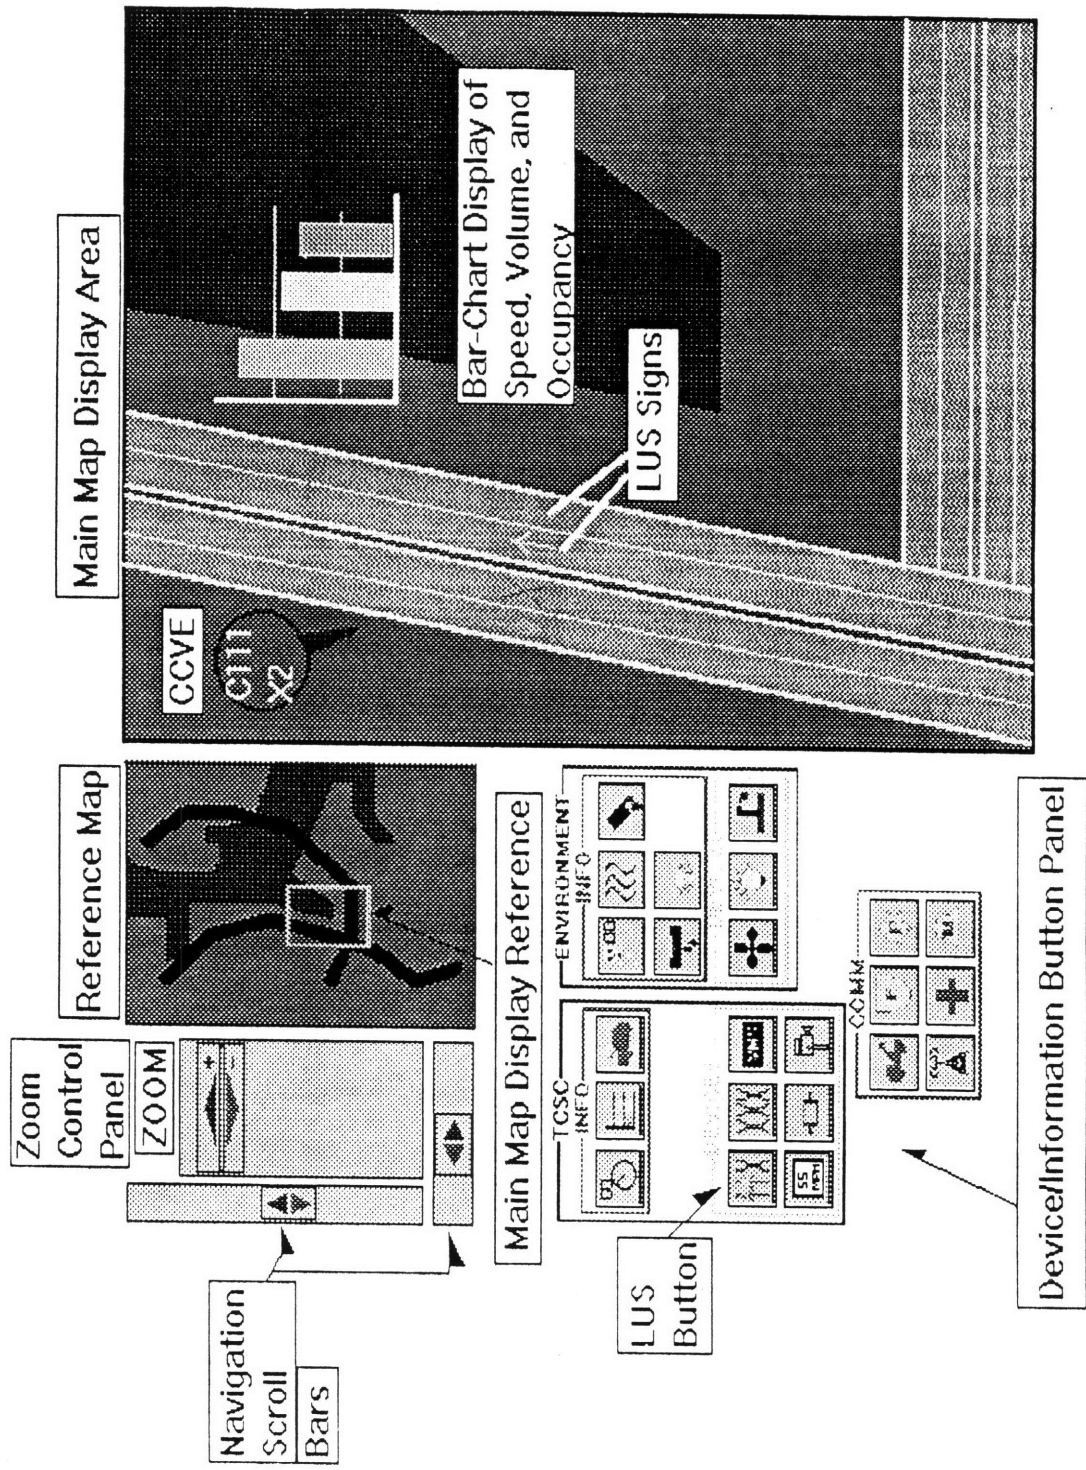 Zoom
Control
Panel
ZOOM
+
-
Reference Map
Main Map Display Area
Navigation
Scroll
Bars
Main Map Display Reference
CCVE
C111
X2
Bar-Chart Display of
Speed, Volume, and
Occupancy
LUS Signs
LUS
Button
TCSC
INFO
VMS
55
MPH
ENVIRONMENT
INFO
COMM
Device/Information Button Panel